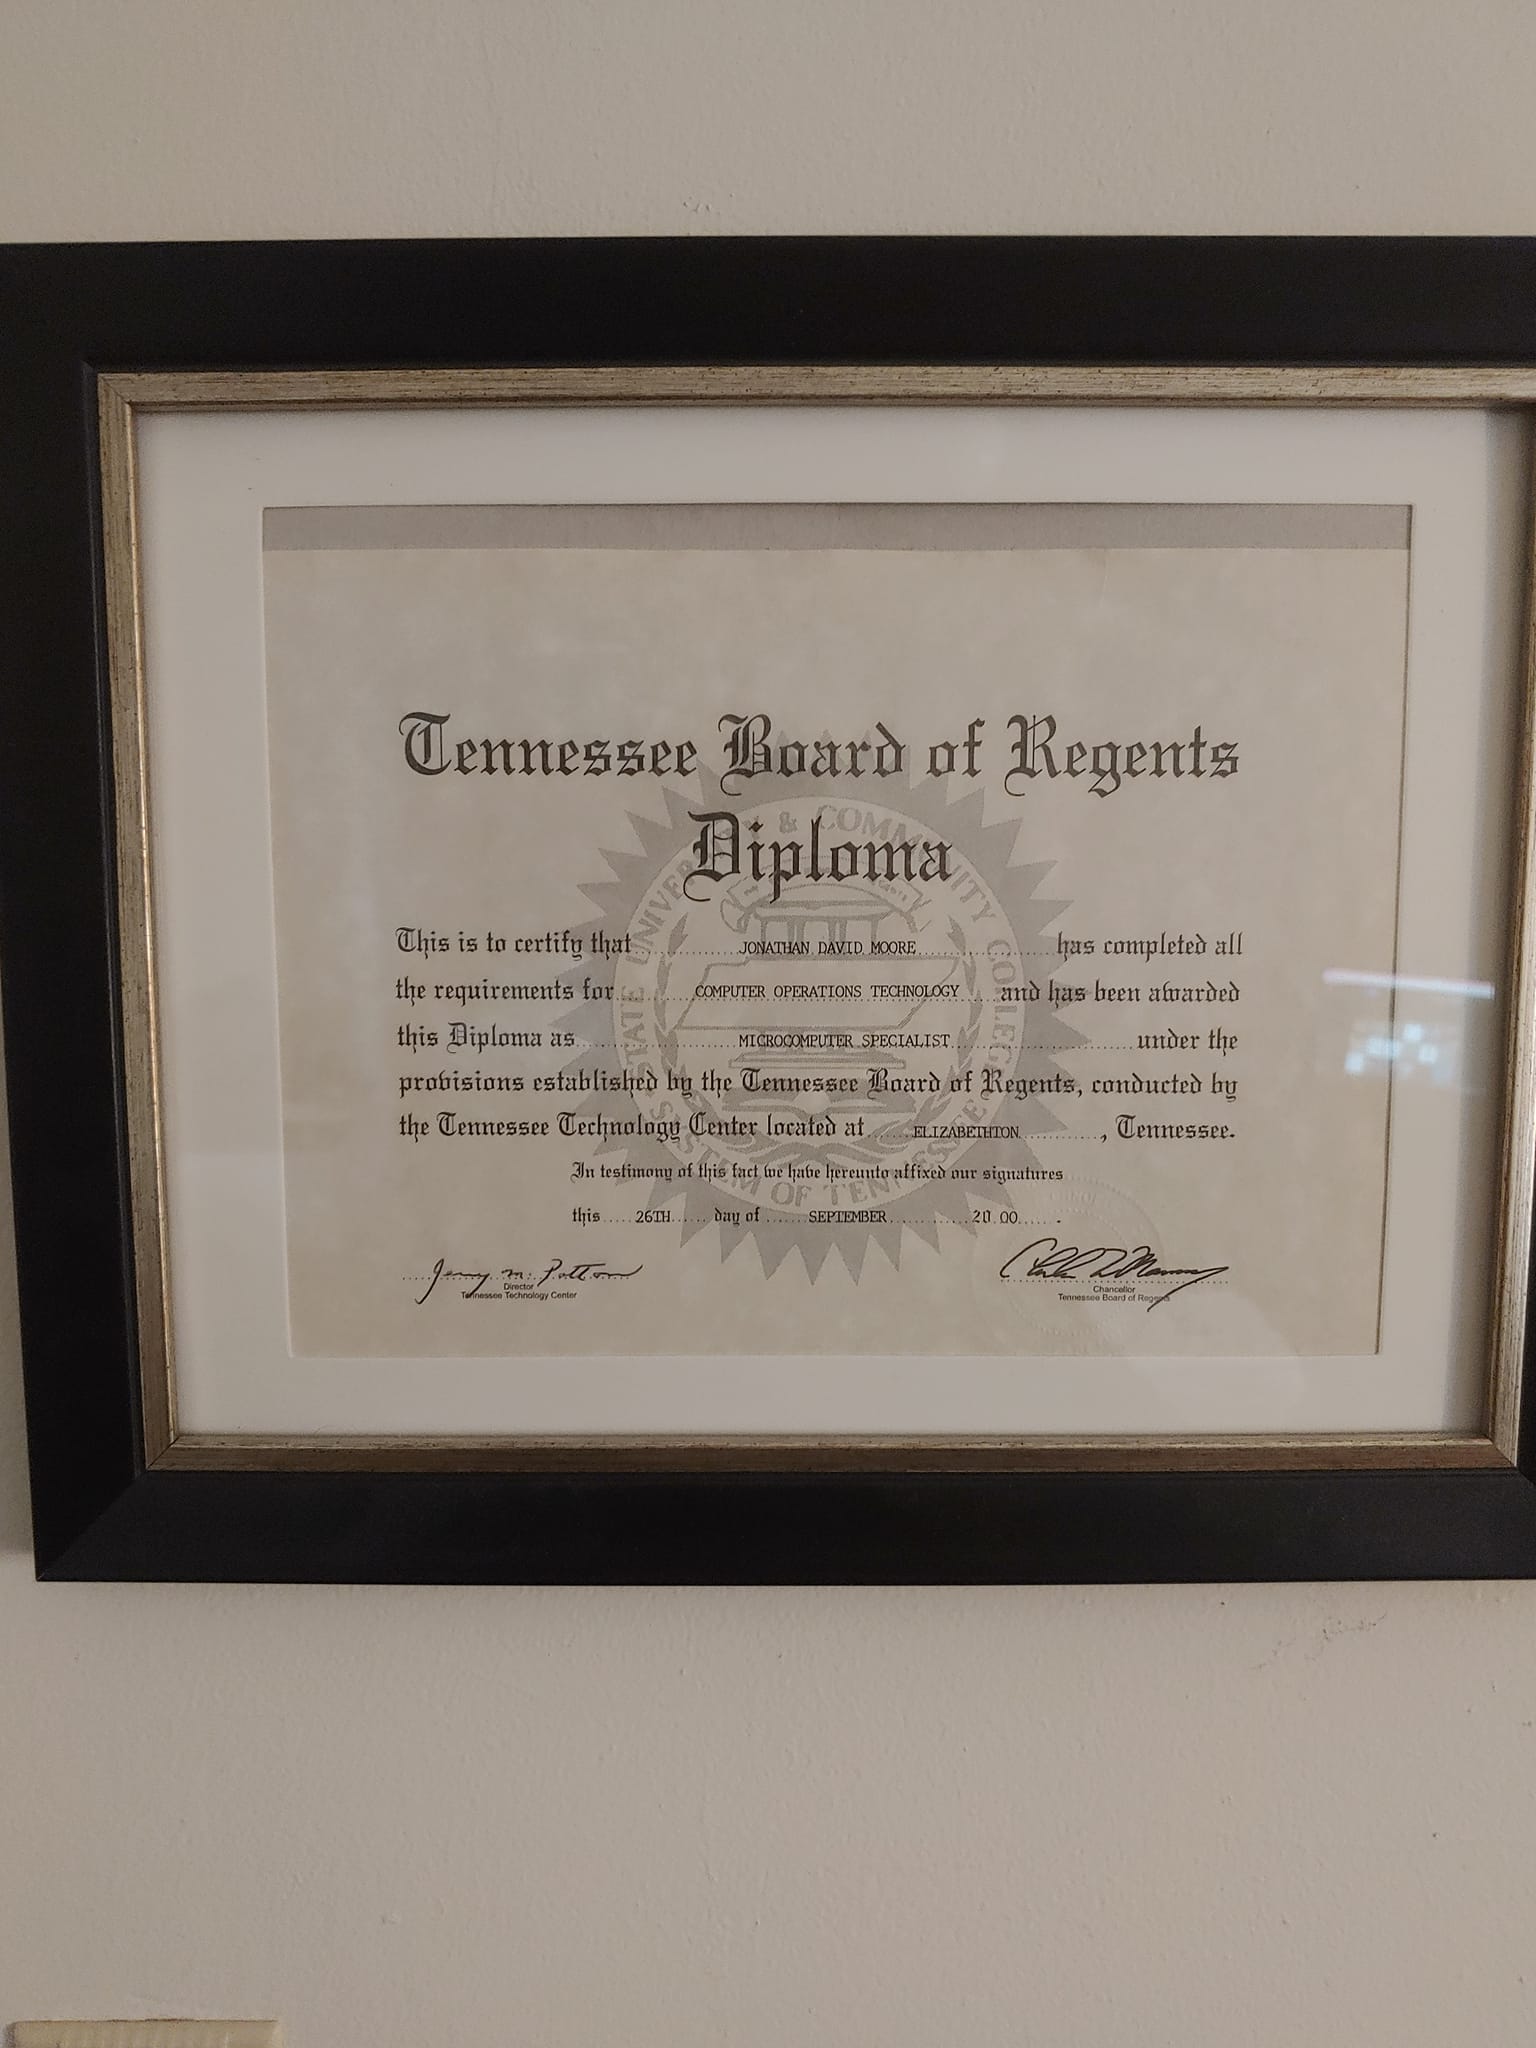 Tennessee Board of Regents
Diploma
This is to certify that JONATHAN DAVID MOORE has completed all
the requirements for COMPUTER OPERATIONS TECHNOLOGY and has been awarded
this Diploma as MICROCOMPUTER SPECIALIST under the
provisions established by the Tennessee Board of Regents, conducted by
the Tennessee Technology Center located at ELIZABETHTON, Tennessee.
In testimony of this fact we have hereunto affixed our signatures
this 26TH day of SEPTEMBER 20 00.
Jerry M. Patton
Director
Tennessee Technology Center
Chancellor
Tennessee Board of Regents
STATE UNIVERSITY & COMMUNITY COLLEGE
SYSTEM OF TENNESSEE